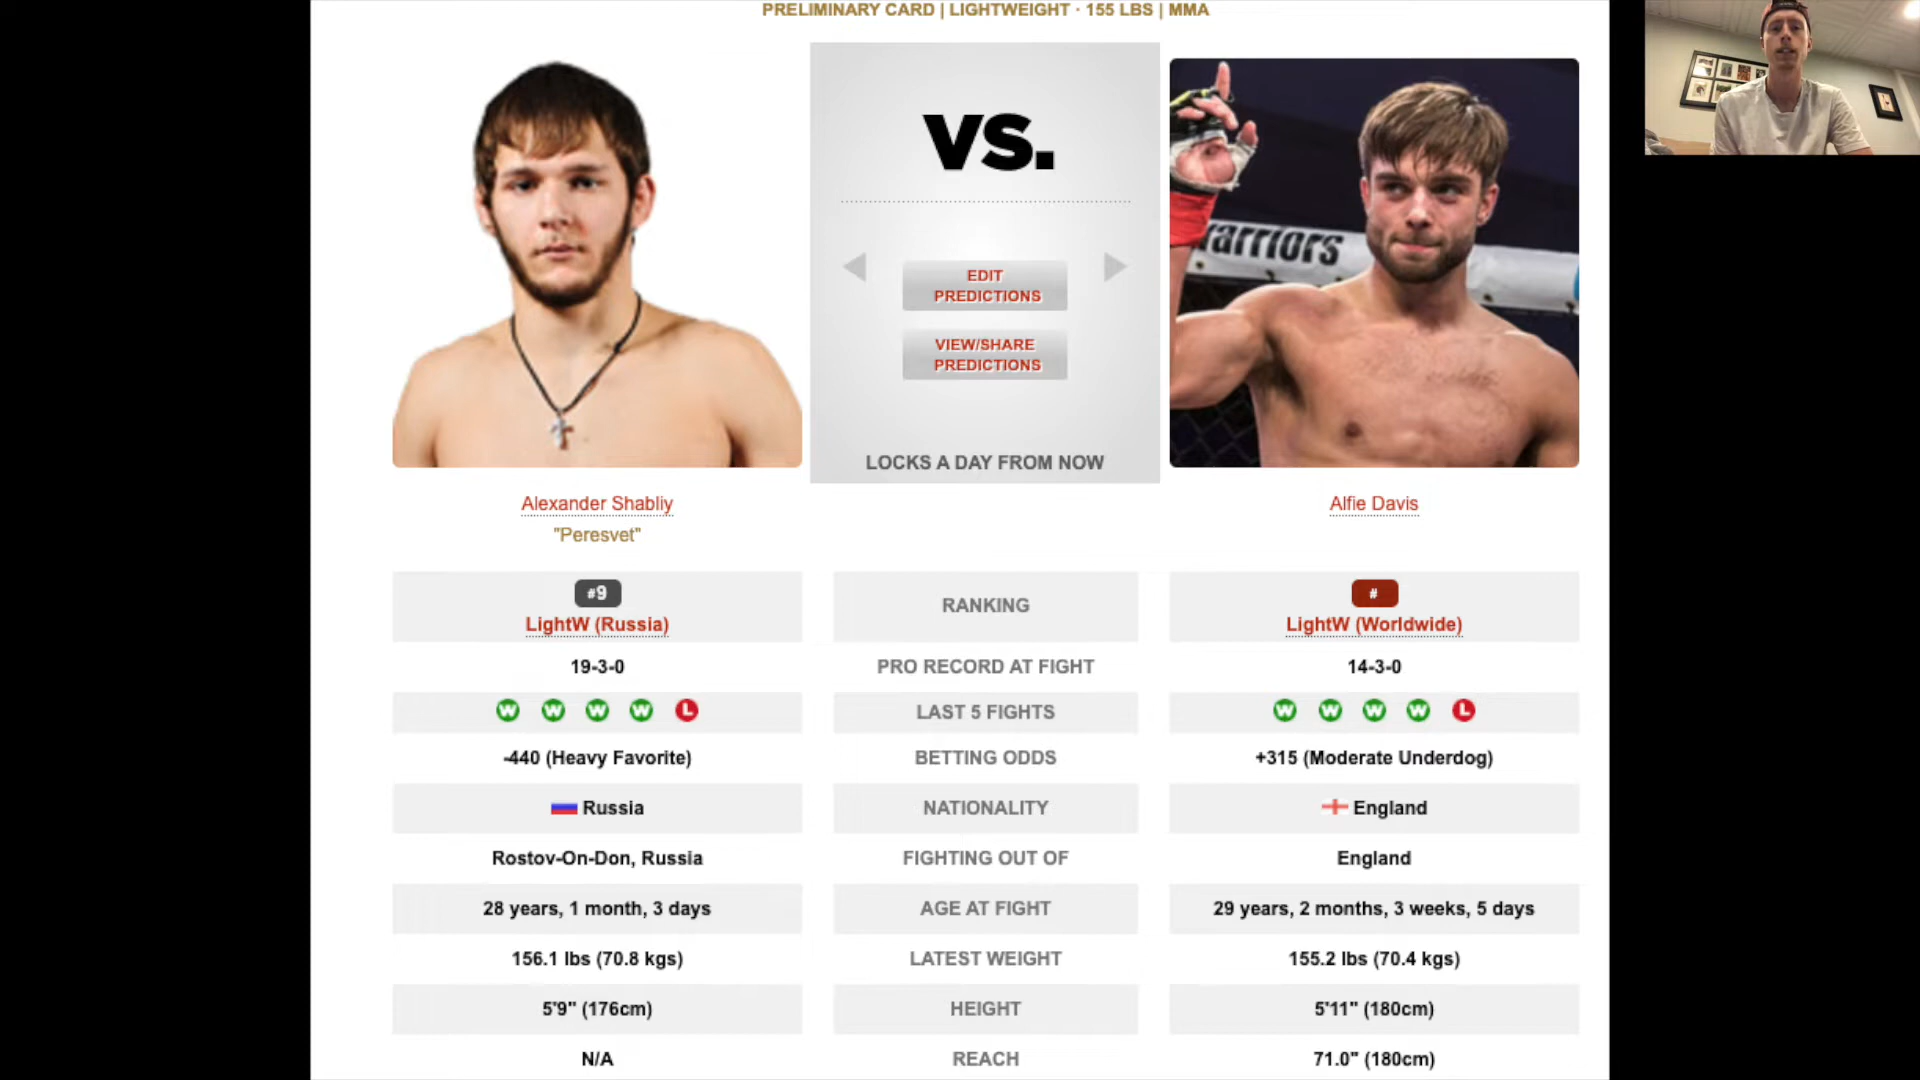 PRELIMINARY CARD | LIGHTWEIGHT · 155 LBS | MMA
VS.
arriors
EDIT
PREDICTIONS
VIEW/SHARE
PREDICTIONS
LOCKS A DAY FROM NOW
Alexander Shabliy
Alfie Davis
"Peresvet"
#9
#
LightW (Russia)
RANKING
LightW (Worldwide)
19-3-0
PRO RECORD AT FIGHT
14-3-0
W W W W L
LAST 5 FIGHTS
W W W W L
-440 (Heavy Favorite)
BETTING ODDS
+315 (Moderate Underdog)
Russia
NATIONALITY
England
Rostov-On-Don, Russia
FIGHTING OUT OF
England
28 years, 1 month, 3 days
AGE AT FIGHT
29 years, 2 months, 3 weeks, 5 days
156.1 lbs (70.8 kgs)
LATEST WEIGHT
155.2 lbs (70.4 kgs)
5'9" (176cm)
HEIGHT
5'11" (180cm)
N/A
REACH
71.0" (180cm)